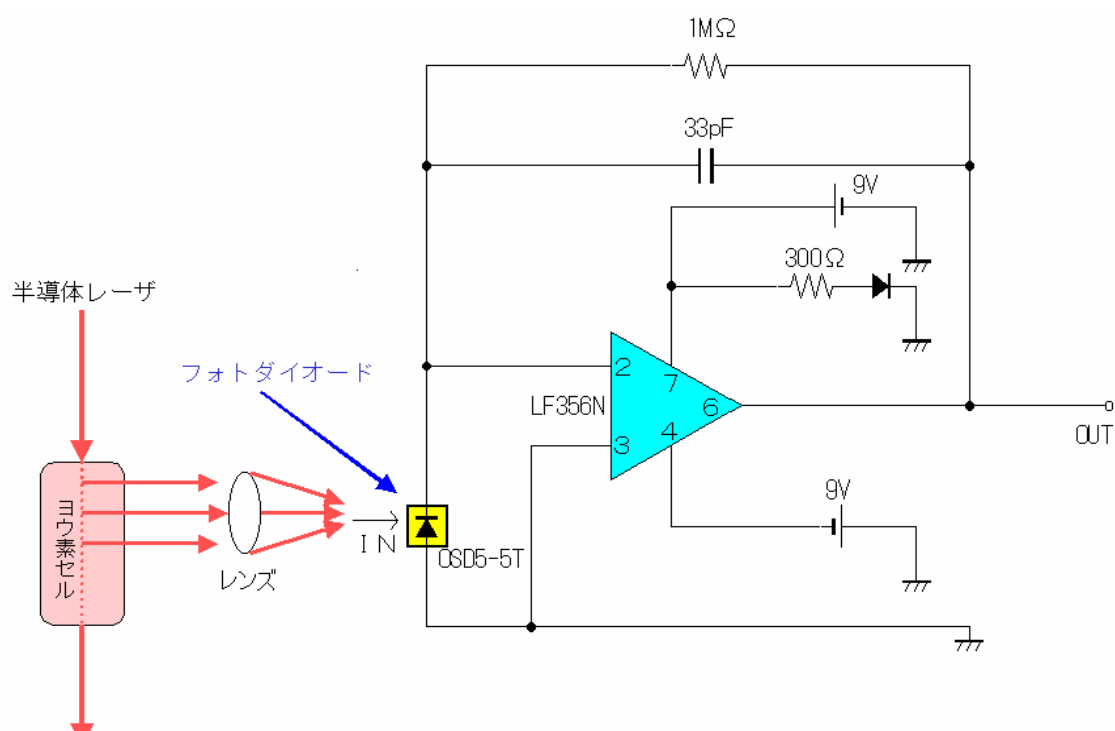 1MΩ
33pF
9V
300Ω
半導体レーザ
フォトダイオード
2
7
LF356N
6
3
4
OUT
9V
ヨウ素セル
IN
OSD5-5T
レンズ